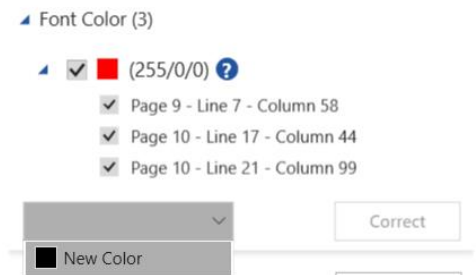 Font Color (3)
(255/0/0) ?
Page 9 - Line 7 - Column 58
Page 10 - Line 17 - Column 44
Page 10 - Line 21 - Column 99
Correct
New Color